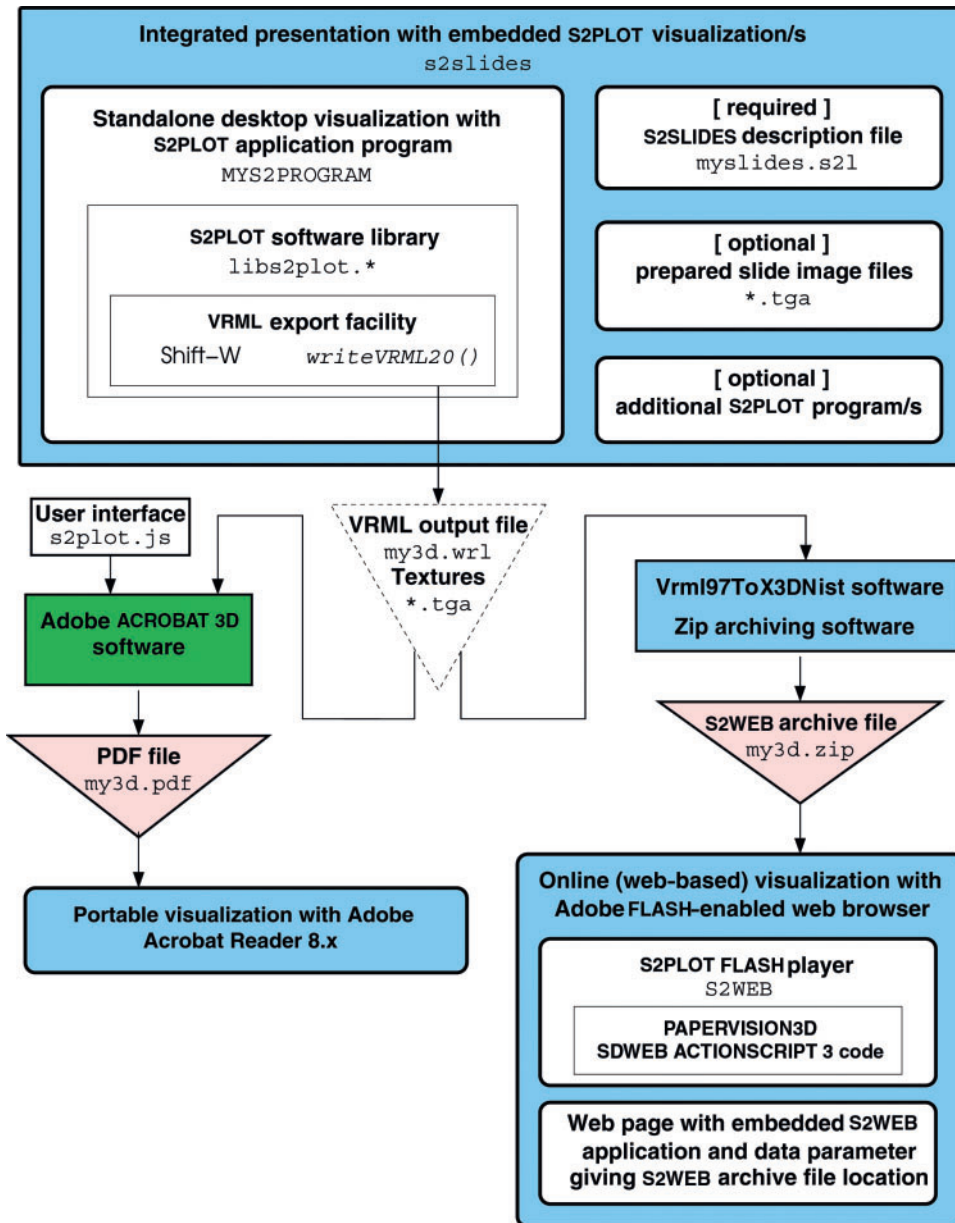 Integrated presentation with embedded S2PLOT visualization/s
s2slides
Standalone desktop visualization with
S2PLOT application program
MYS2PROGRAM
S2PLOT software library
libs2plot.*
VRML export facility
Shift–W writeVRML20()
[ required ]
S2SLIDES description file
myslides.s2l
[ optional ]
prepared slide image files
*.tga
[ optional ]
additional S2PLOT program/s
User interface
s2plot.js
VRML output file
my3d.wrl
Textures
*.tga
Adobe ACROBAT 3D
software
Vrml97ToX3DNist software
Zip archiving software
PDF file
my3d.pdf
S2WEB archive file
my3d.zip
Portable visualization with Adobe
Acrobat Reader 8.x
Online (web-based) visualization with
Adobe FLASH-enabled web browser
S2PLOT FLASH player
S2WEB
PAPERVISION3D
SDWEB ACTIONSCRIPT 3 code
Web page with embedded S2WEB
application and data parameter
giving S2WEB archive file location